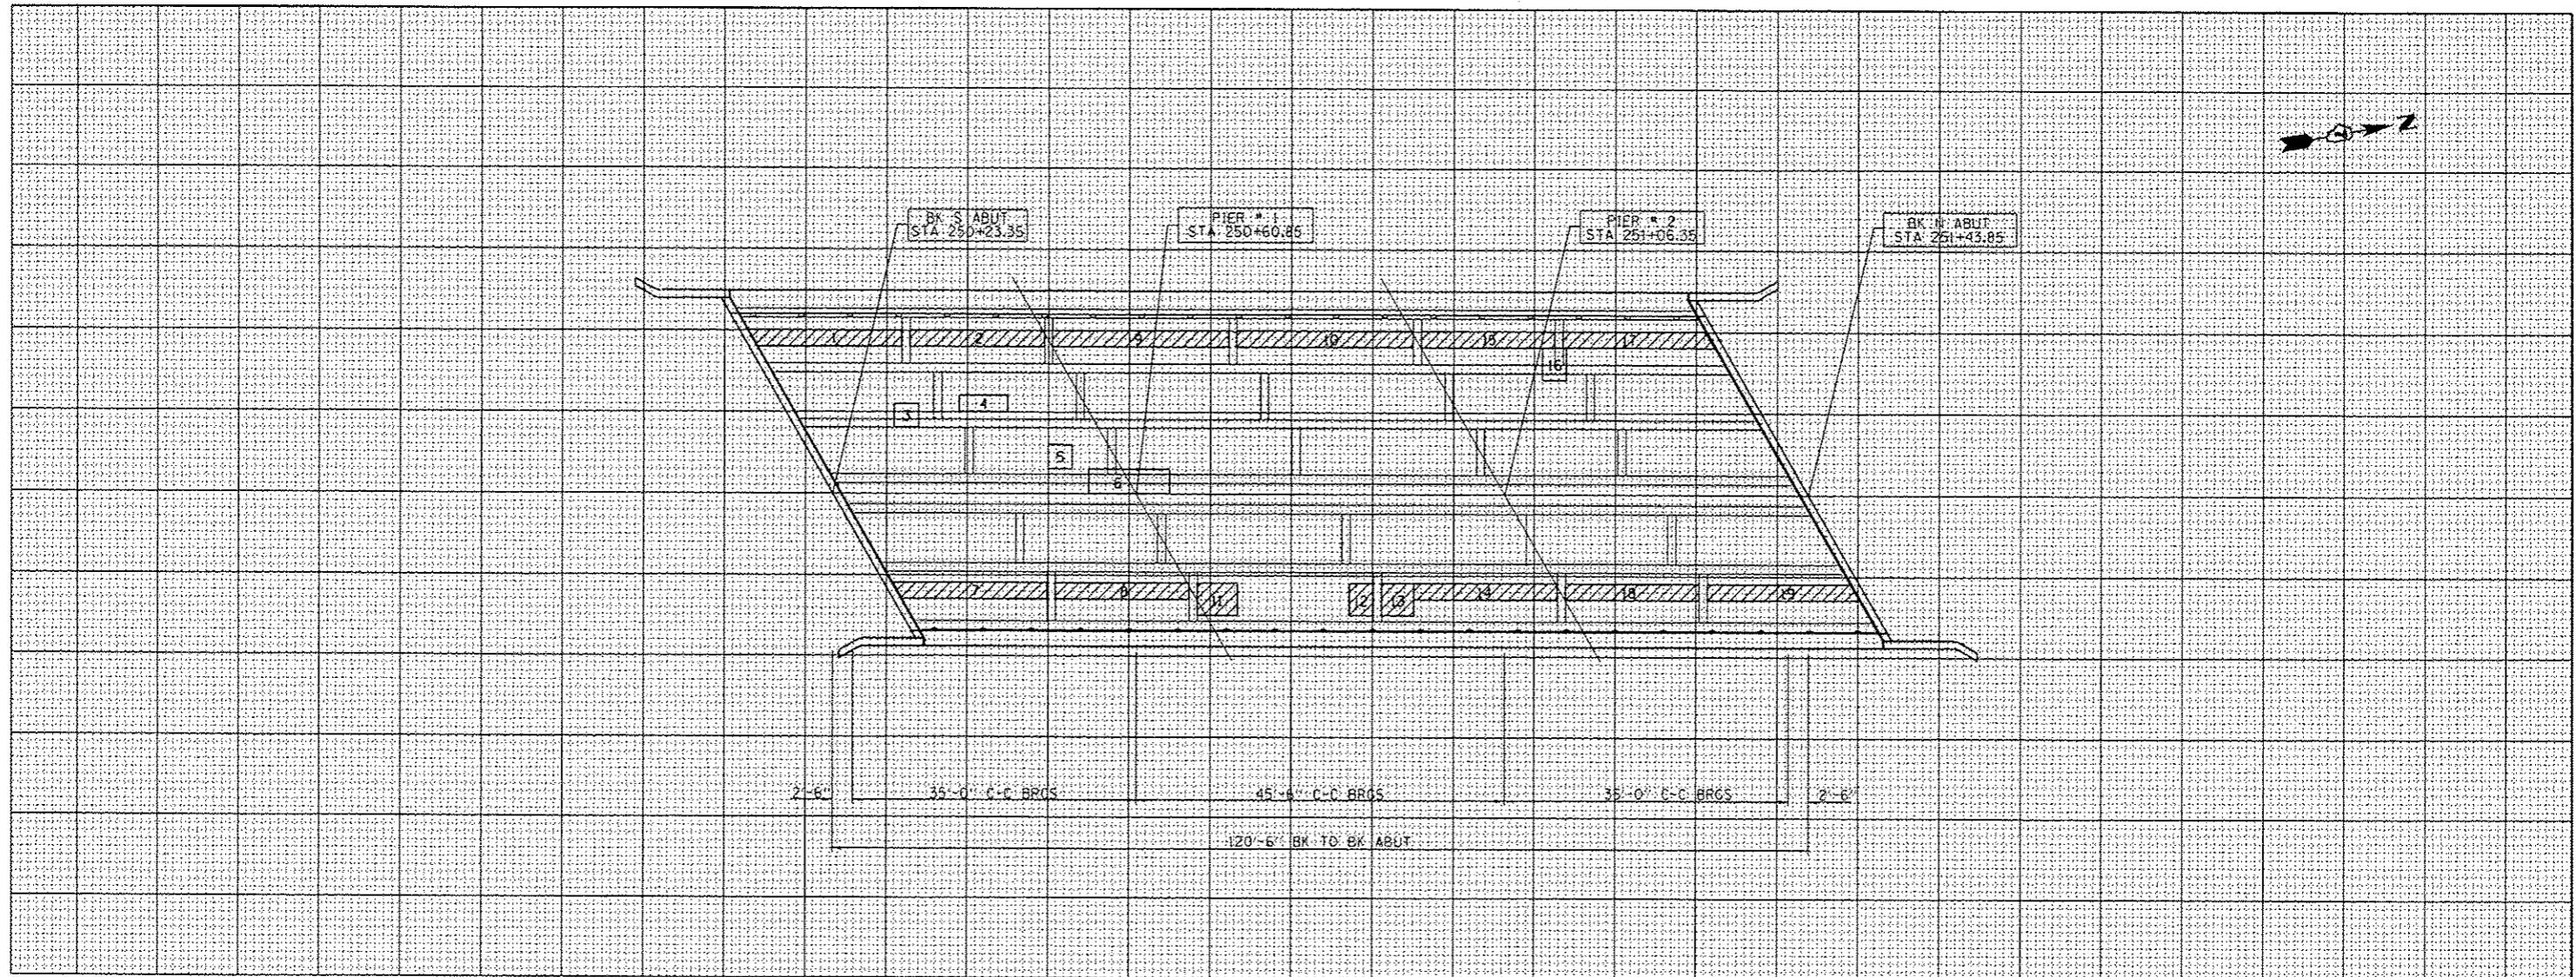 N
BK S ABUT
STA 250+23.35
PIER # 1
STA 250+60.85
PIER # 2
STA 251+06.35
BK N ABUT
STA 251+43.85
1
2
9
10
15
17
16
3
4
5
6
7
8
11
12
13
14
18
19
2'-6"
35'-0" C-C BRGS
45'-6" C-C BRGS
35'-0" C-C BRGS
2'-6"
120'-6" BK TO BK ABUT